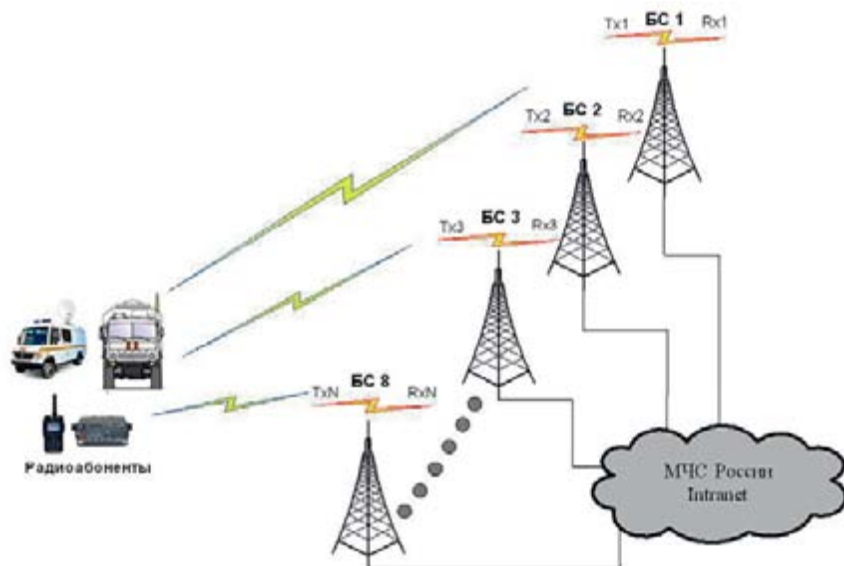 Tx1 БС 1 Rx1
Tx2 БС 2 Rx2
Tx3 БС 3 Rx3
TxN БС 8 RxN
Радиоабоненты
МЧС России
Intranet